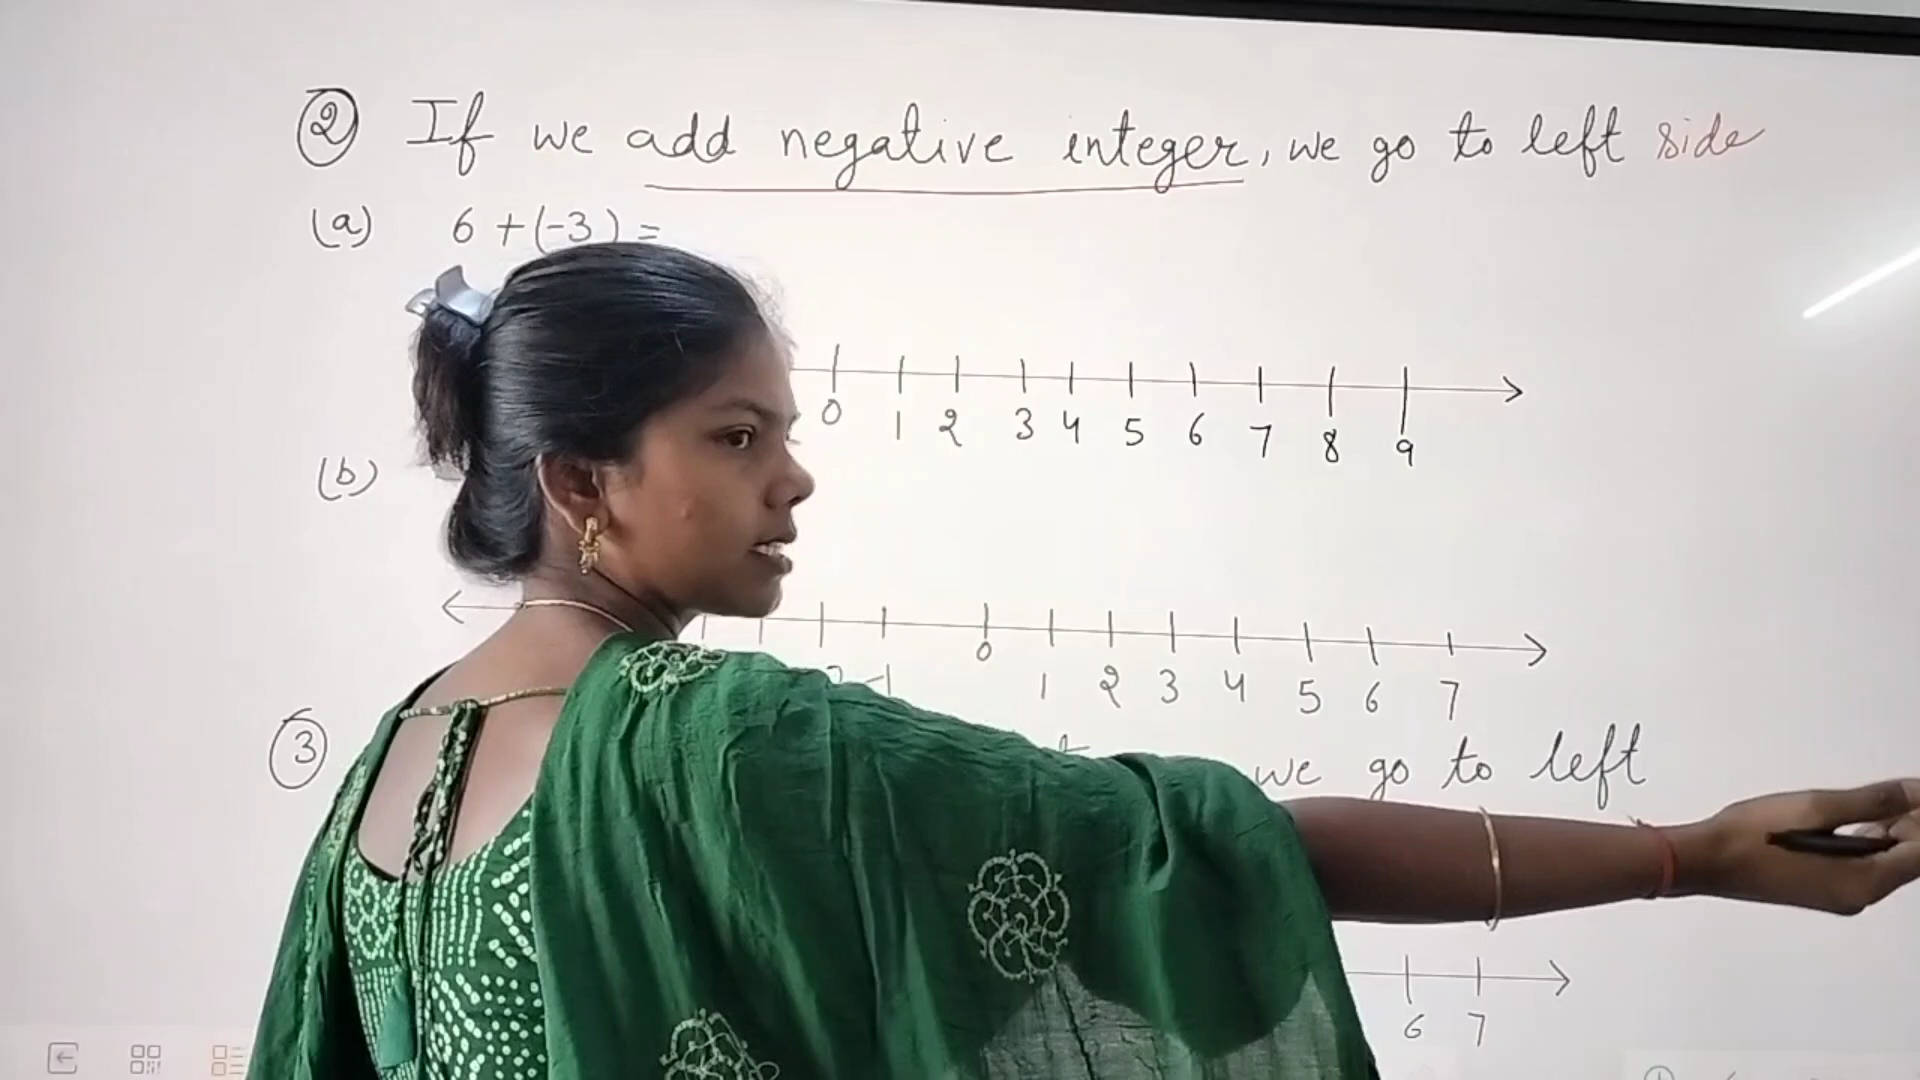 ② If we add negative integer, we go to left side
(a) 6 + (-3) =
0 1 2 3 4 5 6 7 8 9
(b)
-1 0 1 2 3 4 5 6 7
③ we go to left
6 7